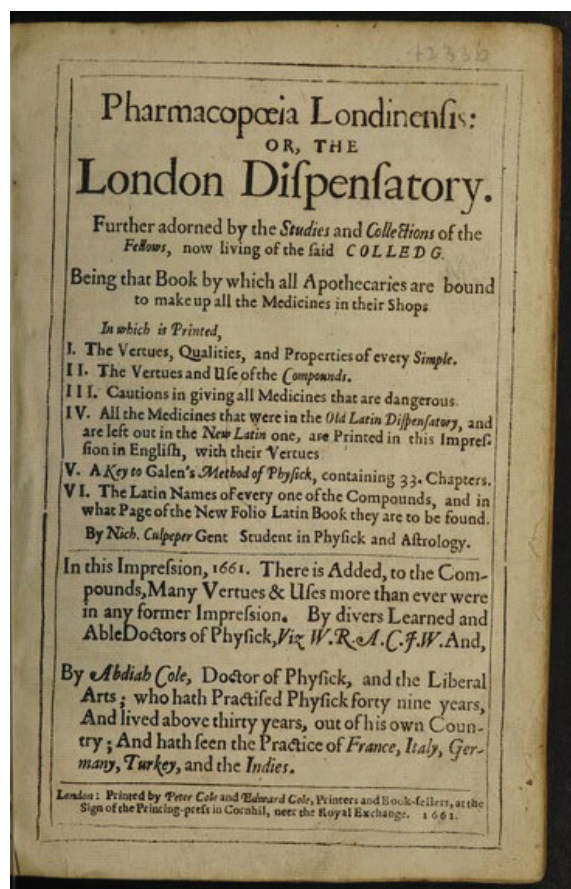 42336
Pharmacopœia Londinenſis:
OR, THE
London Diſpenſatory.
Further adorned by the Studies and Collections of the
Fellows, now living of the ſaid COLLEDG.
Being that Book by which all Apothecaries are bound
to make up all the Medicines in their Shops
In which is Printed,
I. The Vertues, Qualities, and Properties of every Simple.
II. The Vertues and Uſe of the Compounds.
III. Cautions in giving all Medicines that are dangerous.
IV. All the Medicines that were in the Old Latin Diſpenſatory, and
are left out in the New Latin one, are Printed in this Impreſ-
ſion in Engliſh, with their Vertues
V. A Key to Galen's Method of Phyſick, containing 33. Chapters.
VI. The Latin Names of every one of the Compounds, and in
what Page of the New Folio Latin Book they are to be found.
By Nich. Culpeper Gent Student in Phyſick and Aſtrology.
In this Impreſsion, 1661. There is Added, to the Com-
pounds, Many Vertues & Uſes more than ever were
in any former Impreſsion. By divers Learned and
Able Doctors of Phyſick, Viz W.R. A.C. J.W. And,
By Abdiah Cole, Doctor of Phyſick, and the Liberal
Arts; who hath Practiſed Phyſick forty nine years,
And lived above thirty years, out of his own Coun-
try; And hath ſeen the Practice of France, Italy, Ger-
many, Turkey, and the Indies.
London: Printed by Peter Cole and Edward Cole, Printers and Book-ſellers, at the
Sign of the Printing-preſs in Cornhil, neer the Royal Exchange. 1661.